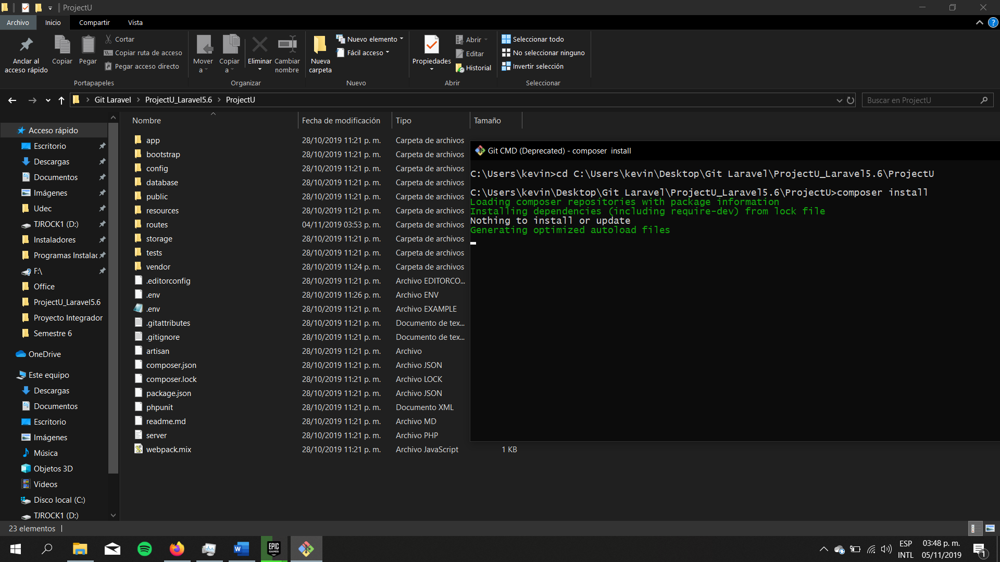 ProjectU
Archivo Inicio Compartir Vista
Anclar al acceso rápido
Copiar
Pegar
Cortar
Copiar ruta de acceso
Pegar acceso directo
Portapapeles
Mover a
Copiar a
Eliminar
Cambiar nombre
Organizar
Nueva carpeta
Nuevo elemento
Fácil acceso
Nuevo
Propiedades
Abrir
Editar
Historial
Abrir
Seleccionar todo
No seleccionar ninguno
Invertir selección
Seleccionar
Git Laravel > ProjectU_Laravel5.6 > ProjectU
Buscar en ProjectU
Acceso rápido
Escritorio
Descargas
Documentos
Imágenes
Udec
TJROCK1 (D:)
Instaladores
Programas Instalac
F:\
Office
ProjectU_Laravel5.6
Proyecto Integrador
Semestre 6
OneDrive
Este equipo
Descargas
Documentos
Escritorio
Imágenes
Música
Objetos 3D
Videos
Disco local (C:)
TJROCK1 (D:)
Nombre Fecha de modificación Tipo Tamaño
app 28/10/2019 11:21 p. m. Carpeta de archivos
bootstrap 28/10/2019 11:21 p. m. Carpeta de archivos
config 28/10/2019 11:21 p. m. Carpeta de archivos
database 28/10/2019 11:21 p. m. Carpeta de archivos
public 28/10/2019 11:21 p. m. Carpeta de archivos
resources 28/10/2019 11:21 p. m. Carpeta de archivos
routes 04/11/2019 03:53 p. m. Carpeta de archivos
storage 28/10/2019 11:21 p. m. Carpeta de archivos
tests 28/10/2019 11:21 p. m. Carpeta de archivos
vendor 28/10/2019 11:24 p. m. Carpeta de archivos
.editorconfig 28/10/2019 11:21 p. m. Archivo EDITORCO...
.env 28/10/2019 11:26 p. m. Archivo ENV
.env 28/10/2019 11:21 p. m. Archivo EXAMPLE
.gitattributes 28/10/2019 11:21 p. m. Documento de tex...
.gitignore 28/10/2019 11:21 p. m. Documento de tex...
artisan 28/10/2019 11:21 p. m. Archivo
composer.json 28/10/2019 11:21 p. m. Archivo JSON
composer.lock 28/10/2019 11:21 p. m. Archivo LOCK
package.json 28/10/2019 11:21 p. m. Archivo JSON
phpunit 28/10/2019 11:21 p. m. Documento XML
readme.md 28/10/2019 11:21 p. m. Archivo MD
server 28/10/2019 11:21 p. m. Archivo PHP
webpack.mix 28/10/2019 11:21 p. m. Archivo JavaScript 1 KB
Git CMD (Deprecated) - composer install
C:\Users\kevin>cd C:\Users\kevin\Desktop\Git Laravel\ProjectU_Laravel5.6\ProjectU
C:\Users\kevin\Desktop\Git Laravel\ProjectU_Laravel5.6\ProjectU>composer install
Loading composer repositories with package information
Installing dependencies (including require-dev) from lock file
Nothing to install or update
Generating optimized autoload files
23 elementos
EPIC GAMES
ESP
INTL
03:48 p. m.
05/11/2019
1